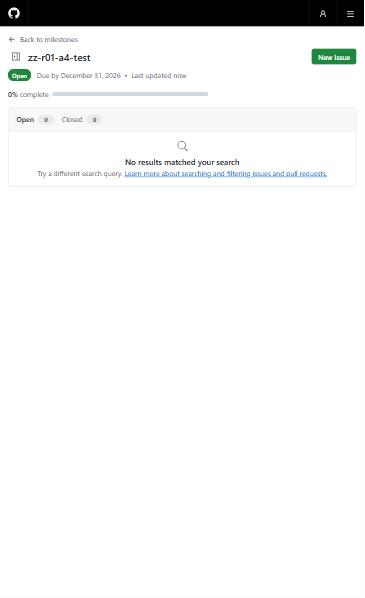 Back to milestones
zz-r01-a4-test
New issue
Open Due by December 31, 2026 • Last updated now
0% complete
Open 0 Closed 0
No results matched your search
Try a different search query. Learn more about searching and filtering issues and pull requests.